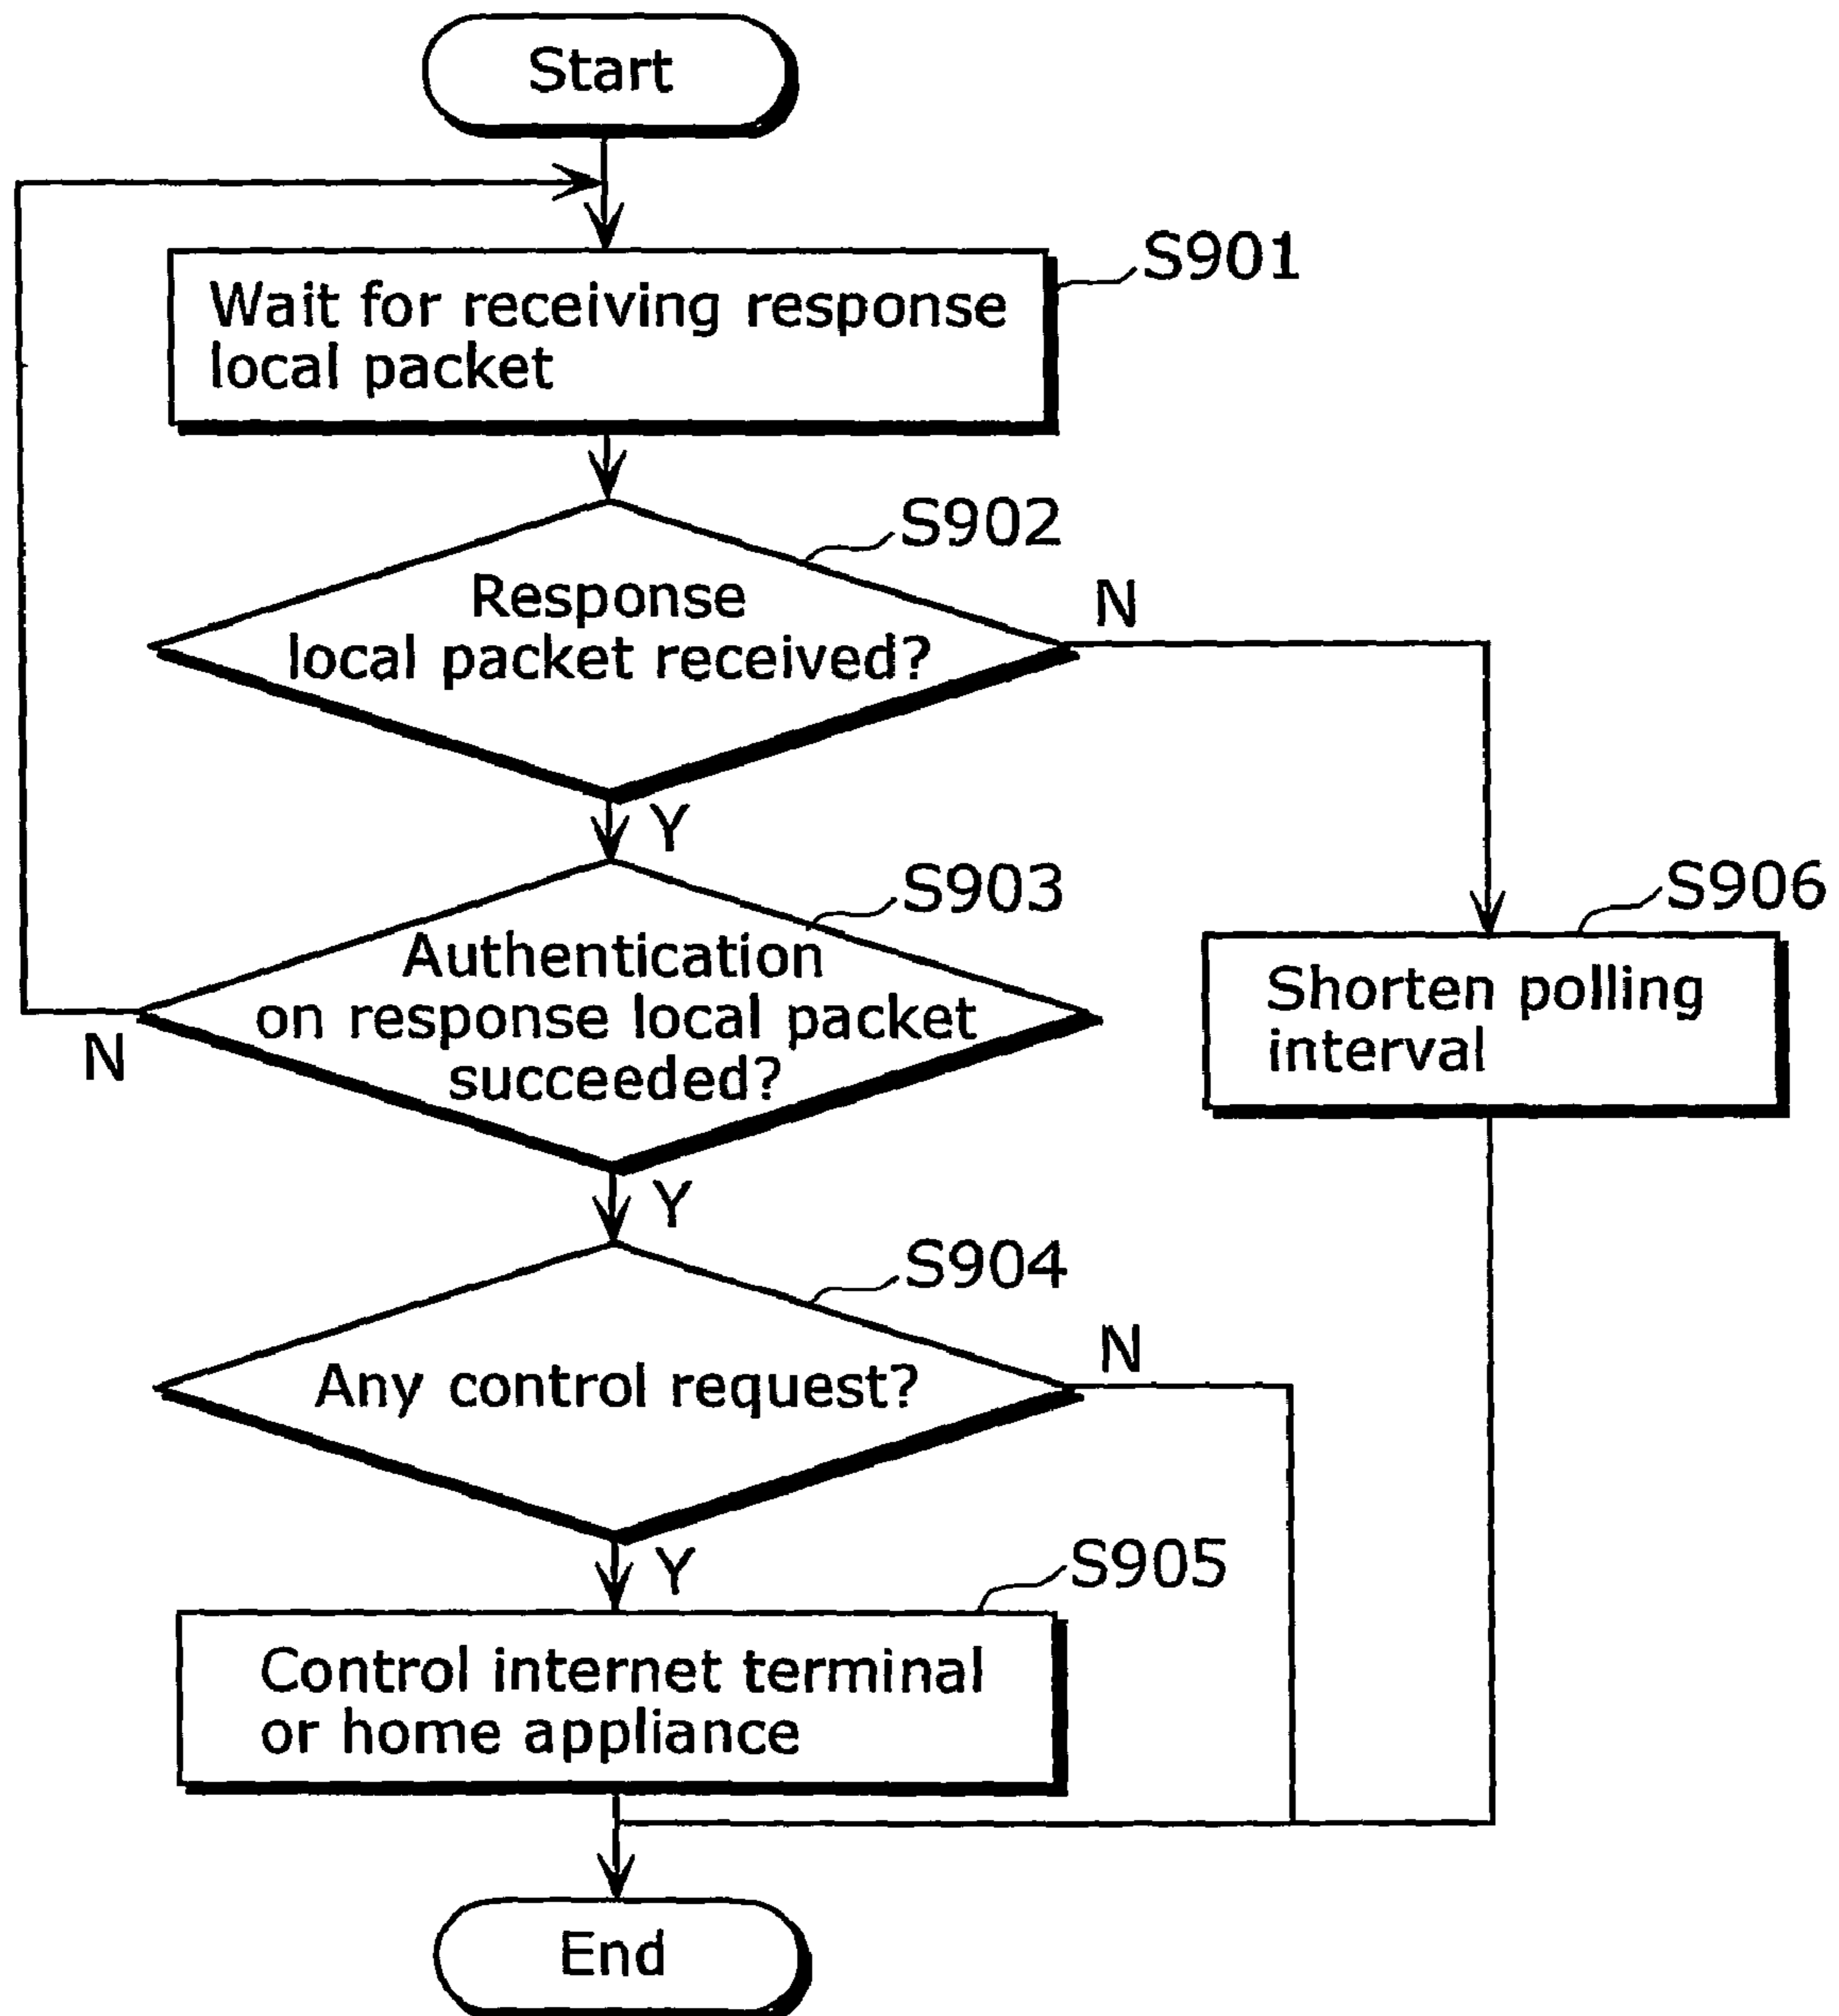 Start
S901
Wait for receiving response
local packet
S902
Response
local packet received?
N
Y
S903
Authentication
on response local packet
succeeded?
N
S906
Shorten polling
interval
Y
S904
Any control request?
N
Y
S905
Control internet terminal
or home appliance
End